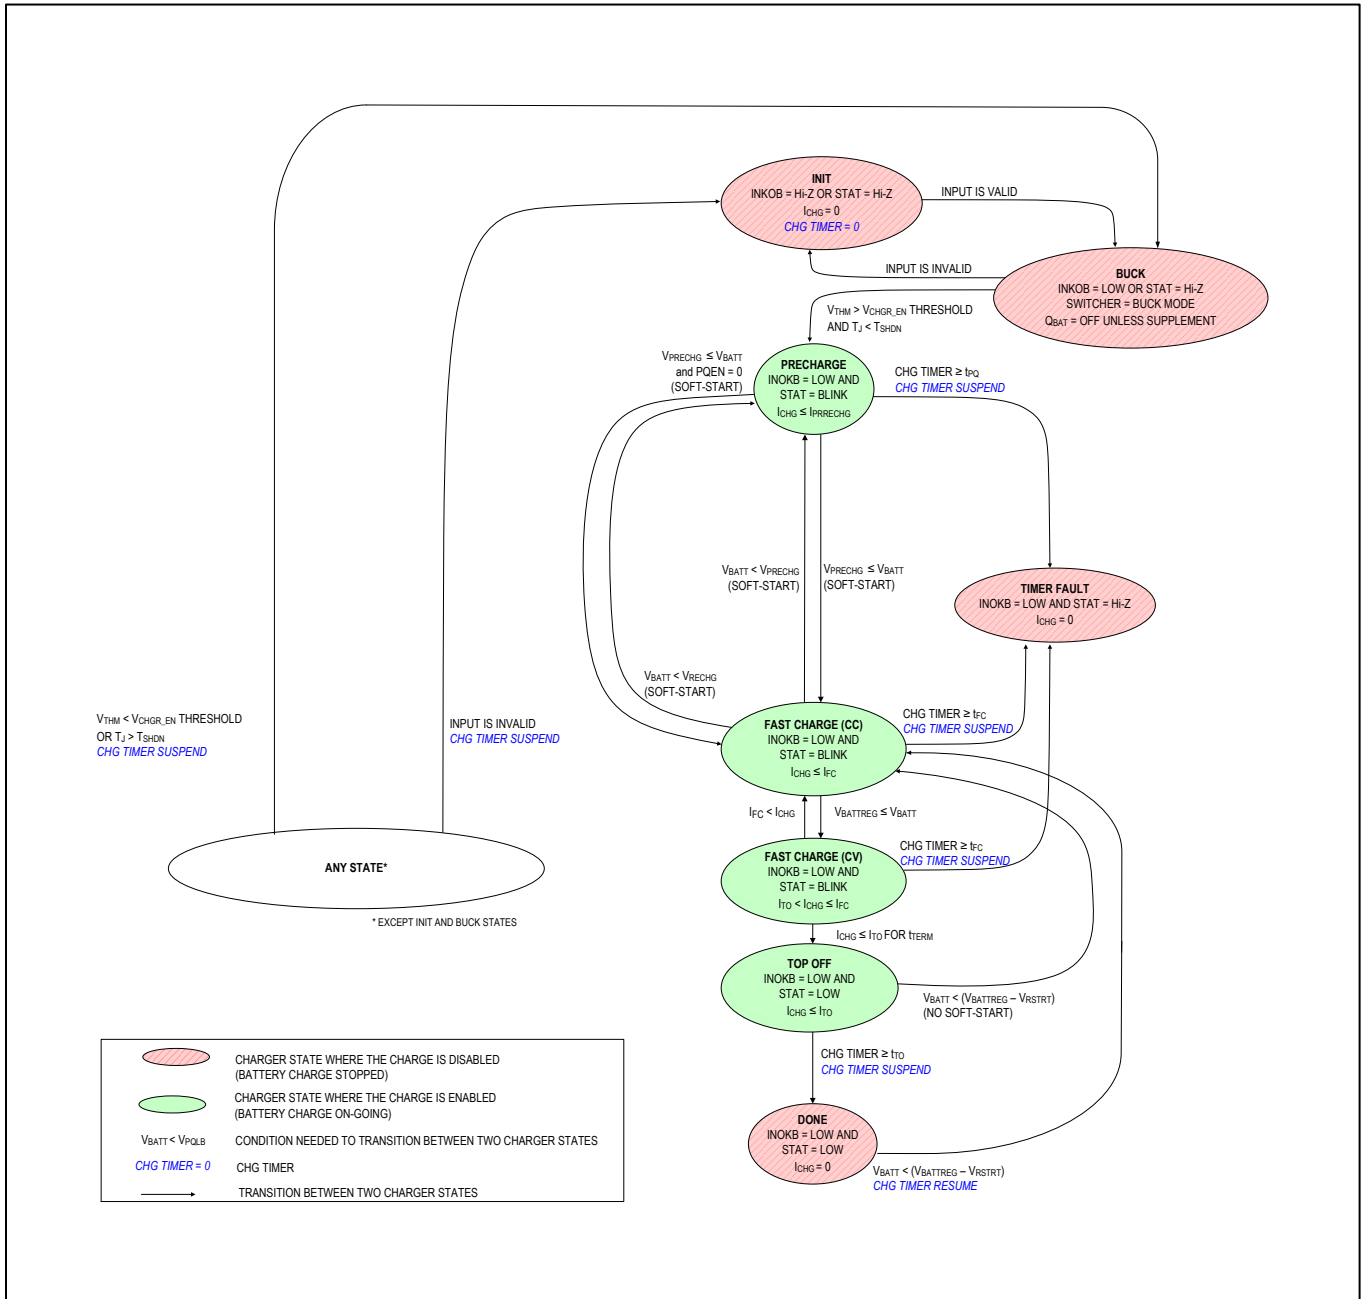 INIT
INKOB = Hi-Z OR STAT = Hi-Z
ICHG = 0
CHG TIMER = 0
INPUT IS VALID
INPUT IS INVALID
BUCK
INKOB = LOW OR STAT = Hi-Z
SWITCHER = BUCK MODE
QBAT = OFF UNLESS SUPPLEMENT
VTHM > VCHGR_EN THRESHOLD
AND TJ < TSHDN
VPRECHG ≤ VBATT
and PQEN = 0
(SOFT-START)
PRECHARGE
INOKB = LOW AND
STAT = BLINK
ICHG ≤ IPRRECHG
CHG TIMER ≥ tPQ
CHG TIMER SUSPEND
VBATT < VPRECHG
(SOFT-START)
VPRECHG ≤ VBATT
(SOFT-START)
TIMER FAULT
INOKB = LOW AND STAT = Hi-Z
ICHG = 0
VBATT < VRECHG
(SOFT-START)
VTHM < VCHGR_EN THRESHOLD
OR TJ > TSHDN
CHG TIMER SUSPEND
INPUT IS INVALID
CHG TIMER SUSPEND
FAST CHARGE (CC)
INOKB = LOW AND
STAT = BLINK
ICHG ≤ IFC
CHG TIMER ≥ tFC
CHG TIMER SUSPEND
IFC < ICHG
VBATTREG ≤ VBATT
FAST CHARGE (CV)
INOKB = LOW AND
STAT = BLINK
ITO < ICHG ≤ IFC
CHG TIMER ≥ tFC
CHG TIMER SUSPEND
ANY STATE*
* EXCEPT INIT AND BUCK STATES
ICHG ≤ ITO FOR tTERM
TOP OFF
INOKB = LOW AND
STAT = LOW
ICHG ≤ ITO
VBATT < (VBATTREG – VRSTRT)
(NO SOFT-START)
CHG TIMER ≥ tTO
CHG TIMER SUSPEND
DONE
INOKB = LOW AND
STAT = LOW
ICHG = 0
VBATT < (VBATTREG – VRSTRT)
CHG TIMER RESUME
CHARGER STATE WHERE THE CHARGE IS DISABLED
(BATTERY CHARGE STOPPED)
CHARGER STATE WHERE THE CHARGE IS ENABLED
(BATTERY CHARGE ON-GOING)
VBATT < VPQLB CONDITION NEEDED TO TRANSITION BETWEEN TWO CHARGER STATES
CHG TIMER = 0 CHG TIMER
TRANSITION BETWEEN TWO CHARGER STATES